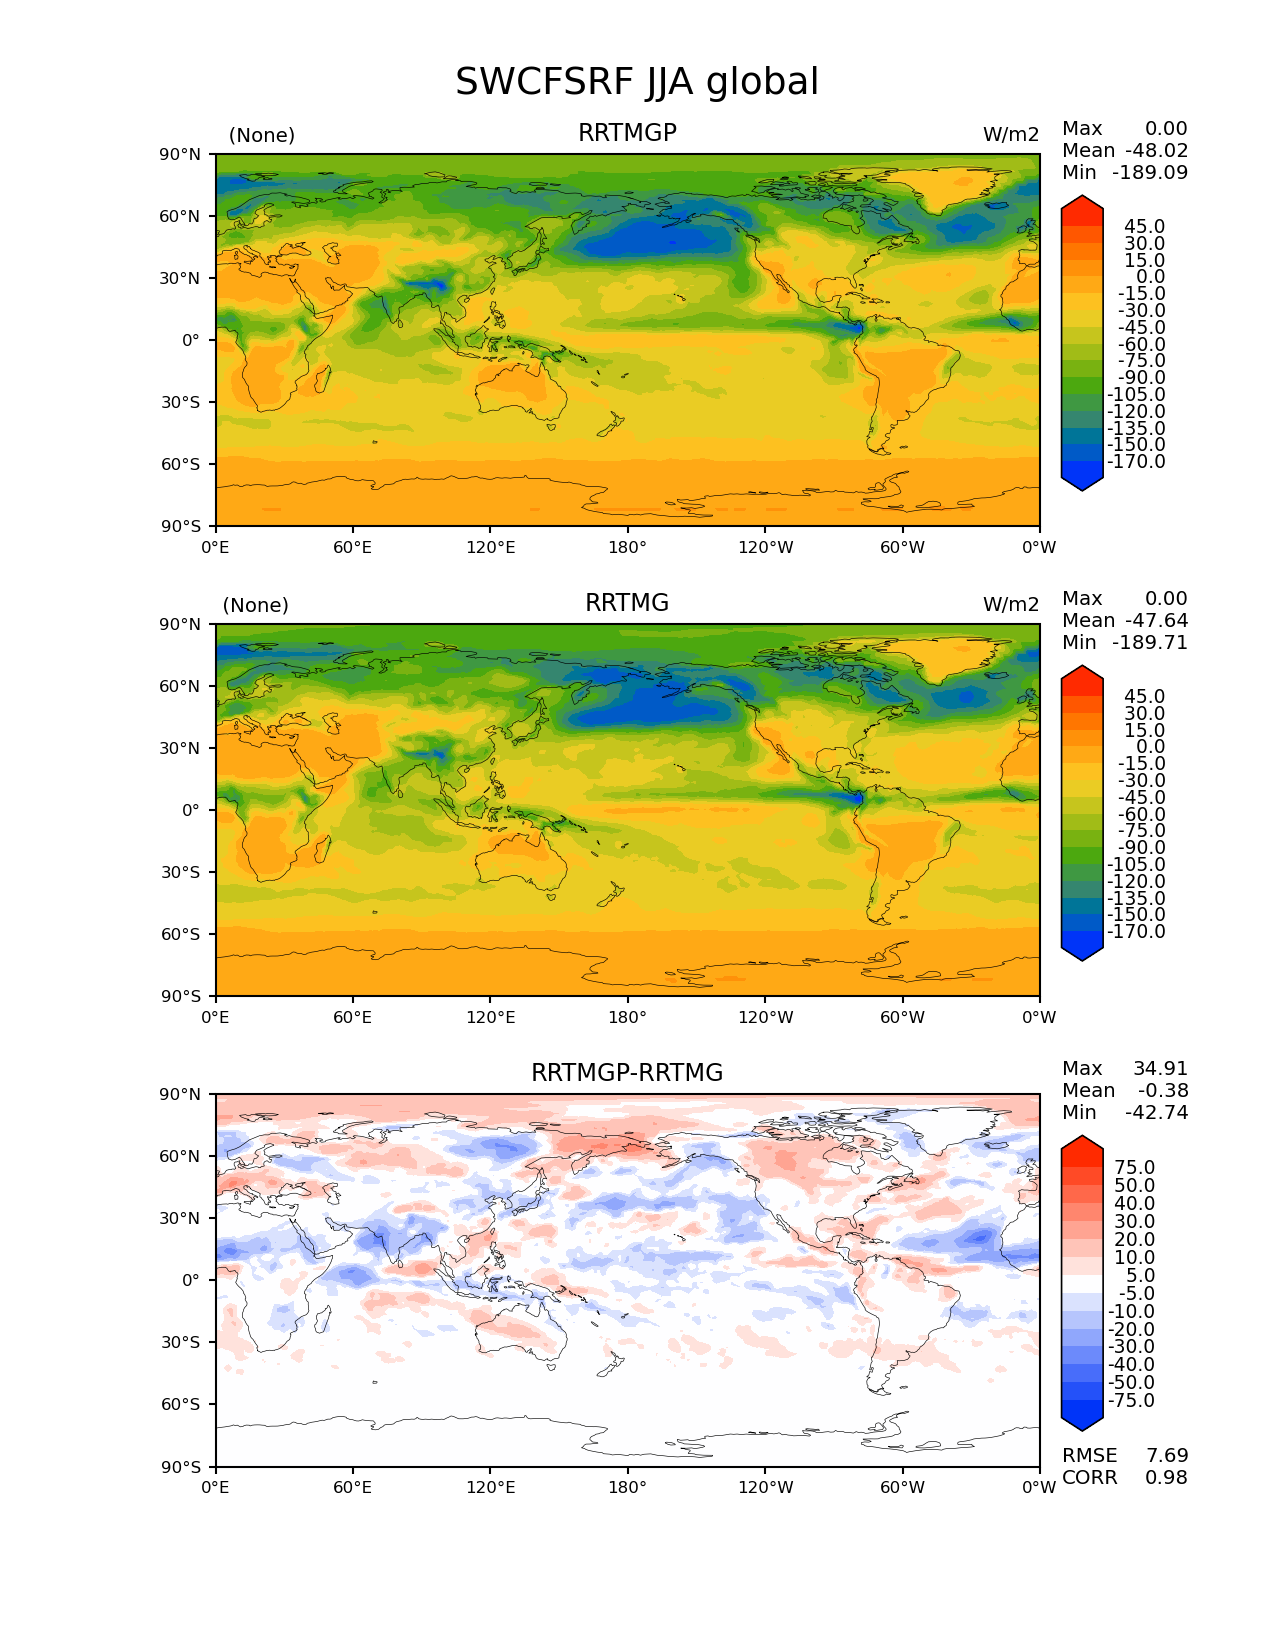 SWCFSRF JJA global
(None) RRTMGP W/m2
Max 0.00
Mean -48.02
Min -189.09
90°N
60°N
30°N
0°
30°S
60°S
90°S
0°E 60°E 120°E 180° 120°W 60°W 0°W
45.0
30.0
15.0
0.0
-15.0
-30.0
-45.0
-60.0
-75.0
-90.0
-105.0
-120.0
-135.0
-150.0
-170.0
(None) RRTMG W/m2
Max 0.00
Mean -47.64
Min -189.71
90°N
60°N
30°N
0°
30°S
60°S
90°S
0°E 60°E 120°E 180° 120°W 60°W 0°W
45.0
30.0
15.0
0.0
-15.0
-30.0
-45.0
-60.0
-75.0
-90.0
-105.0
-120.0
-135.0
-150.0
-170.0
RRTMGP-RRTMG
Max 34.91
Mean -0.38
Min -42.74
90°N
60°N
30°N
0°
30°S
60°S
90°S
0°E 60°E 120°E 180° 120°W 60°W 0°W
75.0
50.0
40.0
30.0
20.0
10.0
5.0
-5.0
-10.0
-20.0
-30.0
-40.0
-50.0
-75.0
RMSE 7.69
CORR 0.98